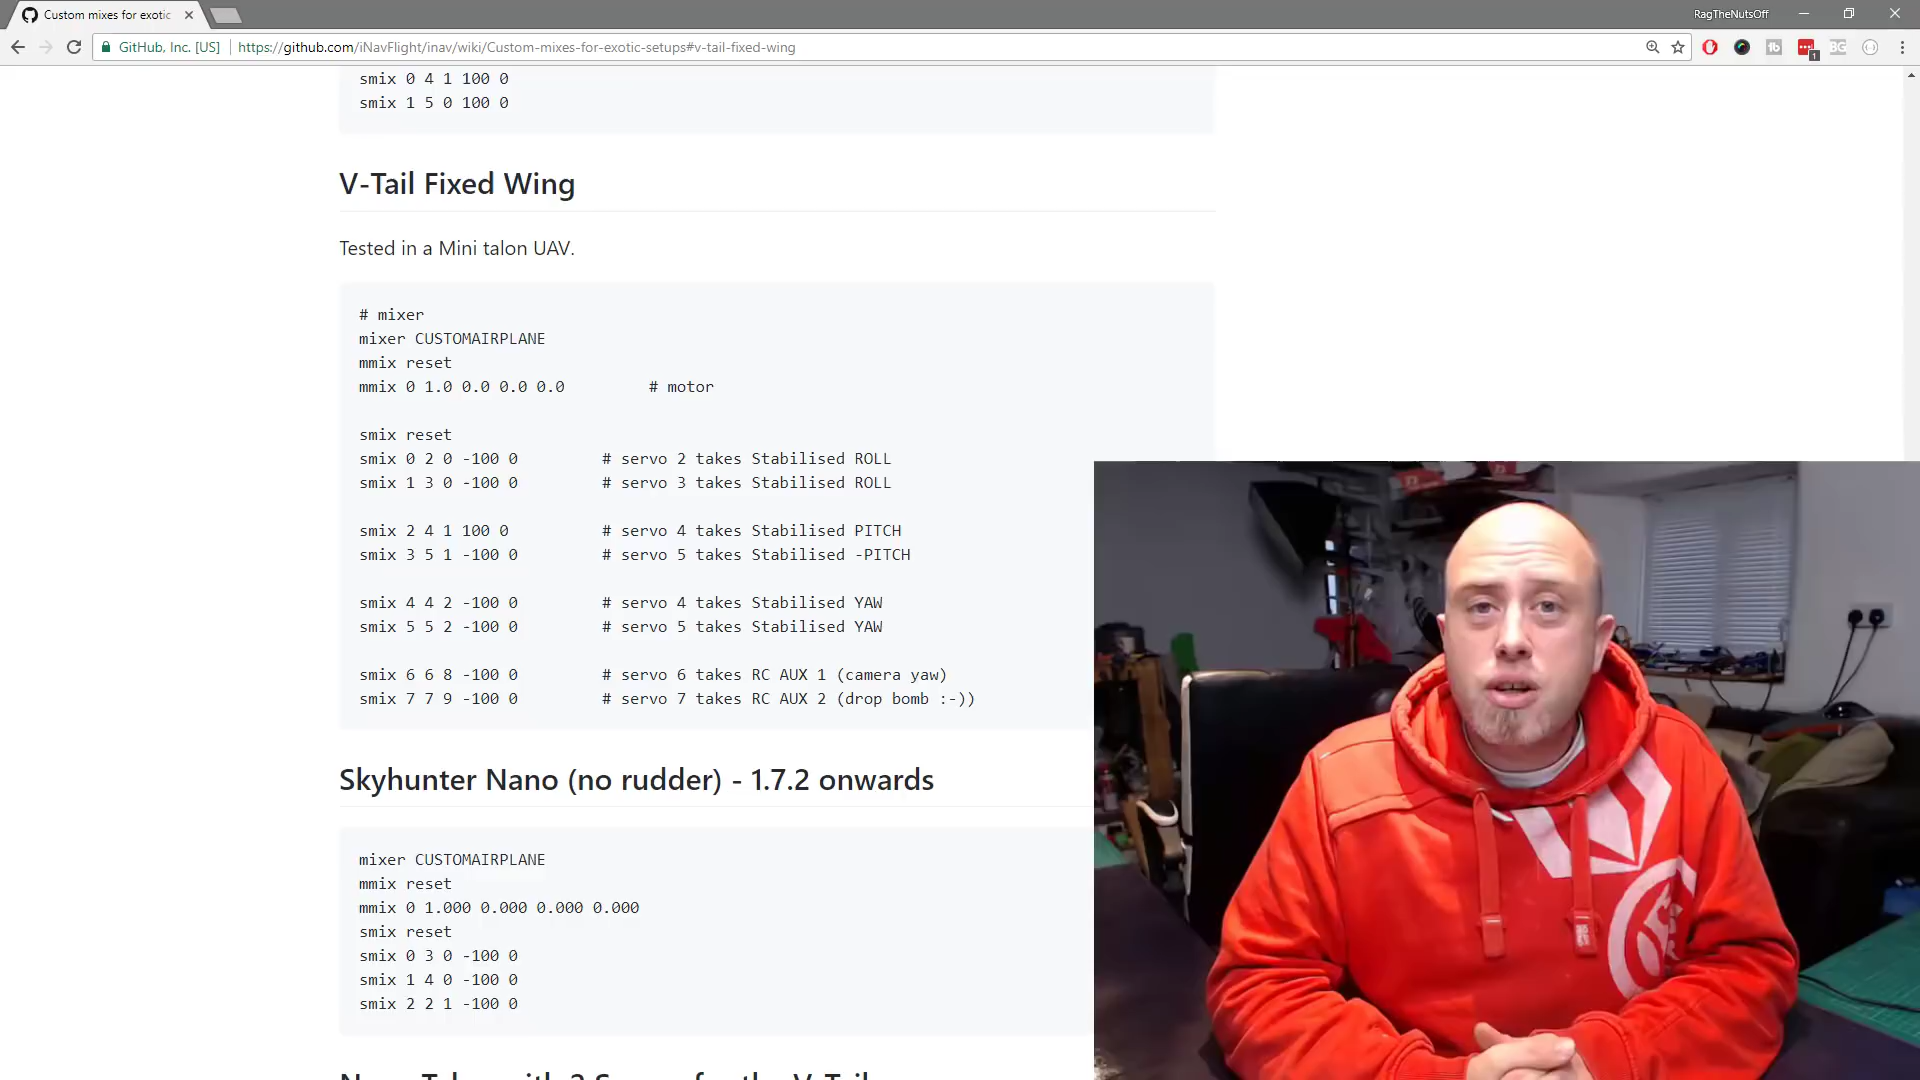 Custom mixes for exotic
RagTheNutsOff
GitHub, Inc. [US]
https://github.com/iNavFlight/inav/wiki/Custom-mixes-for-exotic-setups#v-tail-fixed-wing
smix 0 4 1 100 0
smix 1 5 0 100 0
V-Tail Fixed Wing
Tested in a Mini talon UAV.
# mixer
mixer CUSTOMAIRPLANE
mmix reset
mmix 0 1.0 0.0 0.0 0.0 # motor
smix reset
smix 0 2 0 -100 0 # servo 2 takes Stabilised ROLL
smix 1 3 0 -100 0 # servo 3 takes Stabilised ROLL
smix 2 4 1 100 0 # servo 4 takes Stabilised PITCH
smix 3 5 1 -100 0 # servo 5 takes Stabilised -PITCH
smix 4 4 2 -100 0 # servo 4 takes Stabilised YAW
smix 5 5 2 -100 0 # servo 5 takes Stabilised YAW
smix 6 6 8 -100 0 # servo 6 takes RC AUX 1 (camera yaw)
smix 7 7 9 -100 0 # servo 7 takes RC AUX 2 (drop bomb :-))
Skyhunter Nano (no rudder) - 1.7.2 onwards
mixer CUSTOMAIRPLANE
mmix reset
mmix 0 1.000 0.000 0.000 0.000
smix reset
smix 0 3 0 -100 0
smix 1 4 0 -100 0
smix 2 2 1 -100 0